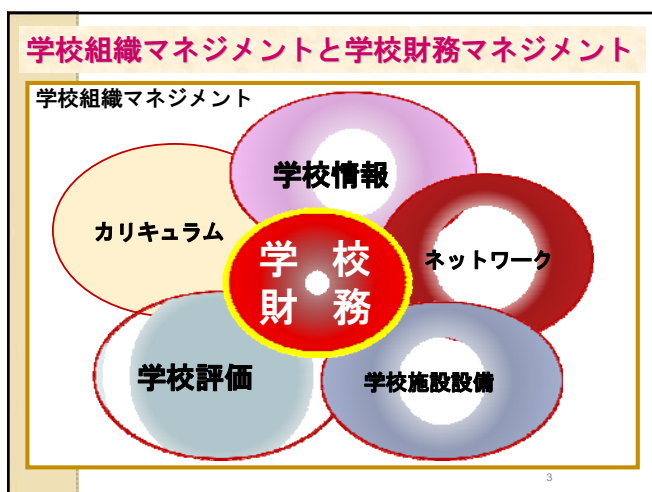 学校組織マネジメントと学校財務マネジメント
学校組織マネジメント
学校情報
カリキュラム
ネットワーク
学 校
財 務
学校評価
学校施設設備
3